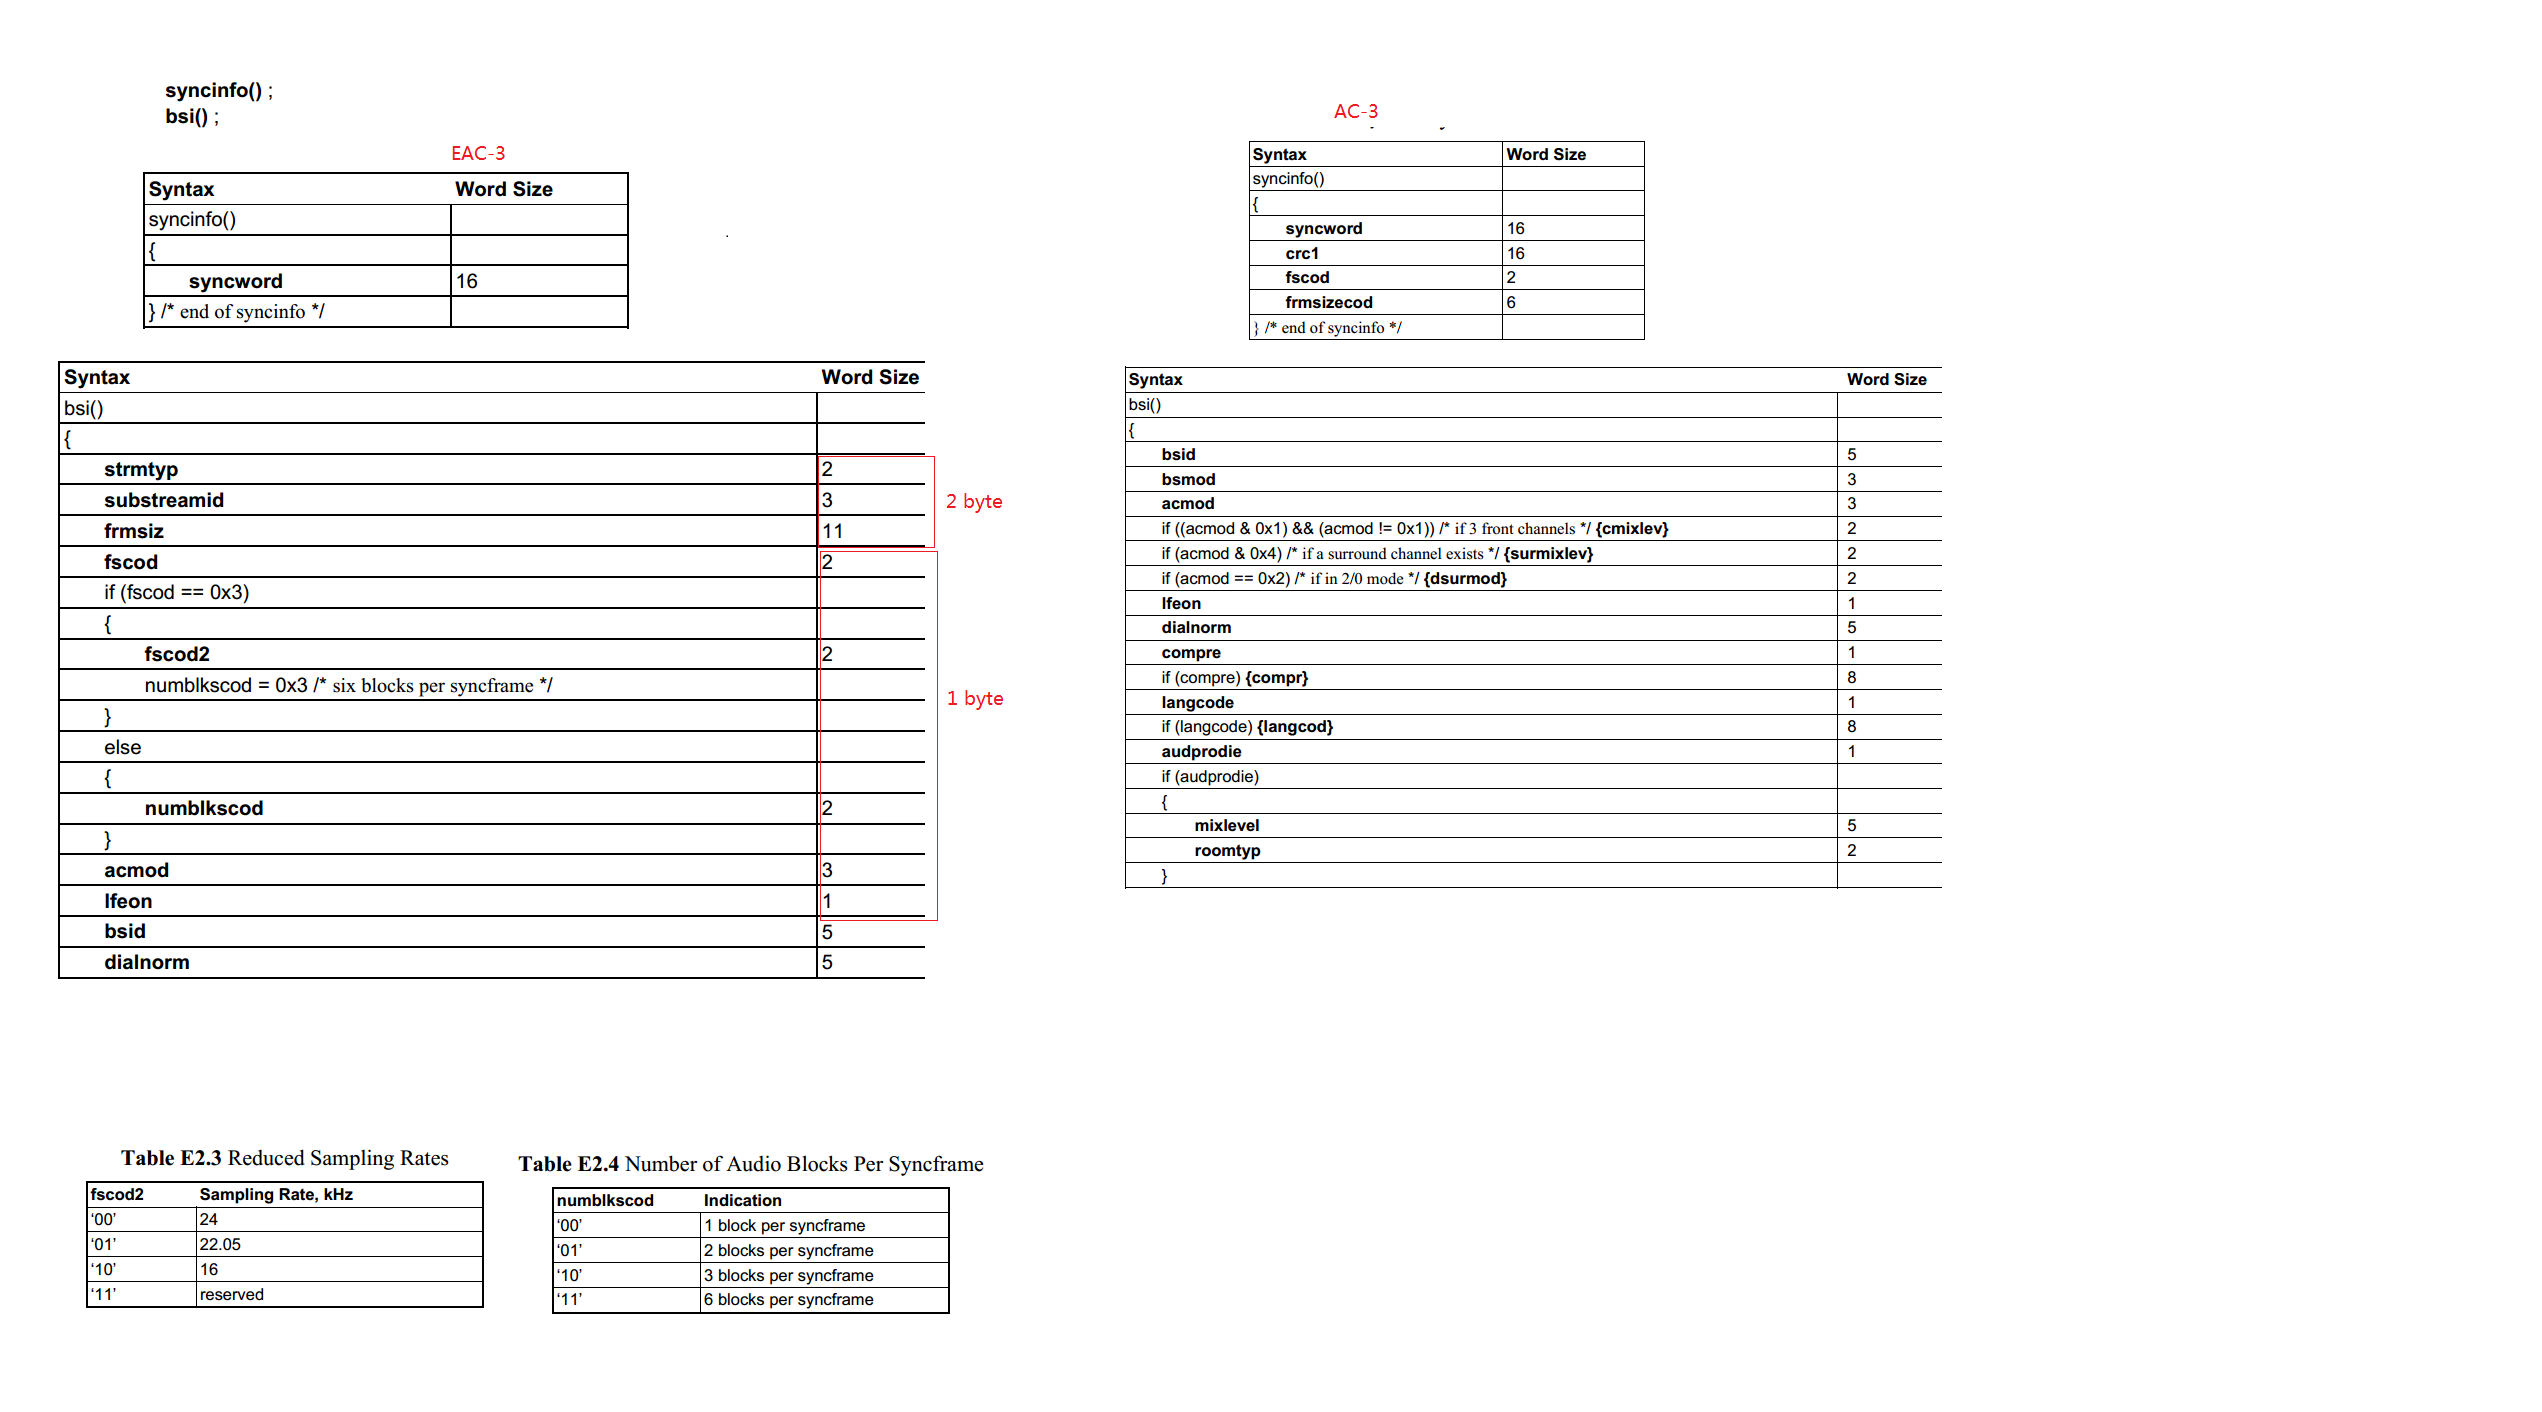 syncinfo() ;
bsi() ;
EAC-3
Syntax Word Size
syncinfo()
{
syncword 16
} /* end of syncinfo */
Syntax Word Size
bsi()
{
strmtyp 2
substreamid 3
frmsiz 11
2 byte
fscod 2
if (fscod == 0x3)
{
fscod2 2
numblkscod = 0x3 /* six blocks per syncframe */
1 byte
}
else
{
numblkscod 2
}
acmod 3
lfeon 1
bsid 5
dialnorm 5
AC-3
Syntax Word Size
syncinfo()
{
syncword 16
crc1 16
fscod 2
frmsizecod 6
} /* end of syncinfo */
Syntax Word Size
bsi()
{
bsid 5
bsmod 3
acmod 3
if ((acmod & 0x1) && (acmod != 0x1)) /* if 3 front channels */ {cmixlev} 2
if (acmod & 0x4) /* if a surround channel exists */ {surmixlev} 2
if (acmod == 0x2) /* if in 2/0 mode */ {dsurmod} 2
lfeon 1
dialnorm 5
compre 1
if (compre) {compr} 8
langcode 1
if (langcode) {langcod} 8
audprodie 1
if (audprodie)
{
mixlevel 5
roomtyp 2
}
Table E2.3 Reduced Sampling Rates
fscod2 Sampling Rate, kHz
‘00’ 24
‘01’ 22.05
‘10’ 16
‘11’ reserved
Table E2.4 Number of Audio Blocks Per Syncframe
numblkscod Indication
‘00’ 1 block per syncframe
‘01’ 2 blocks per syncframe
‘10’ 3 blocks per syncframe
‘11’ 6 blocks per syncframe